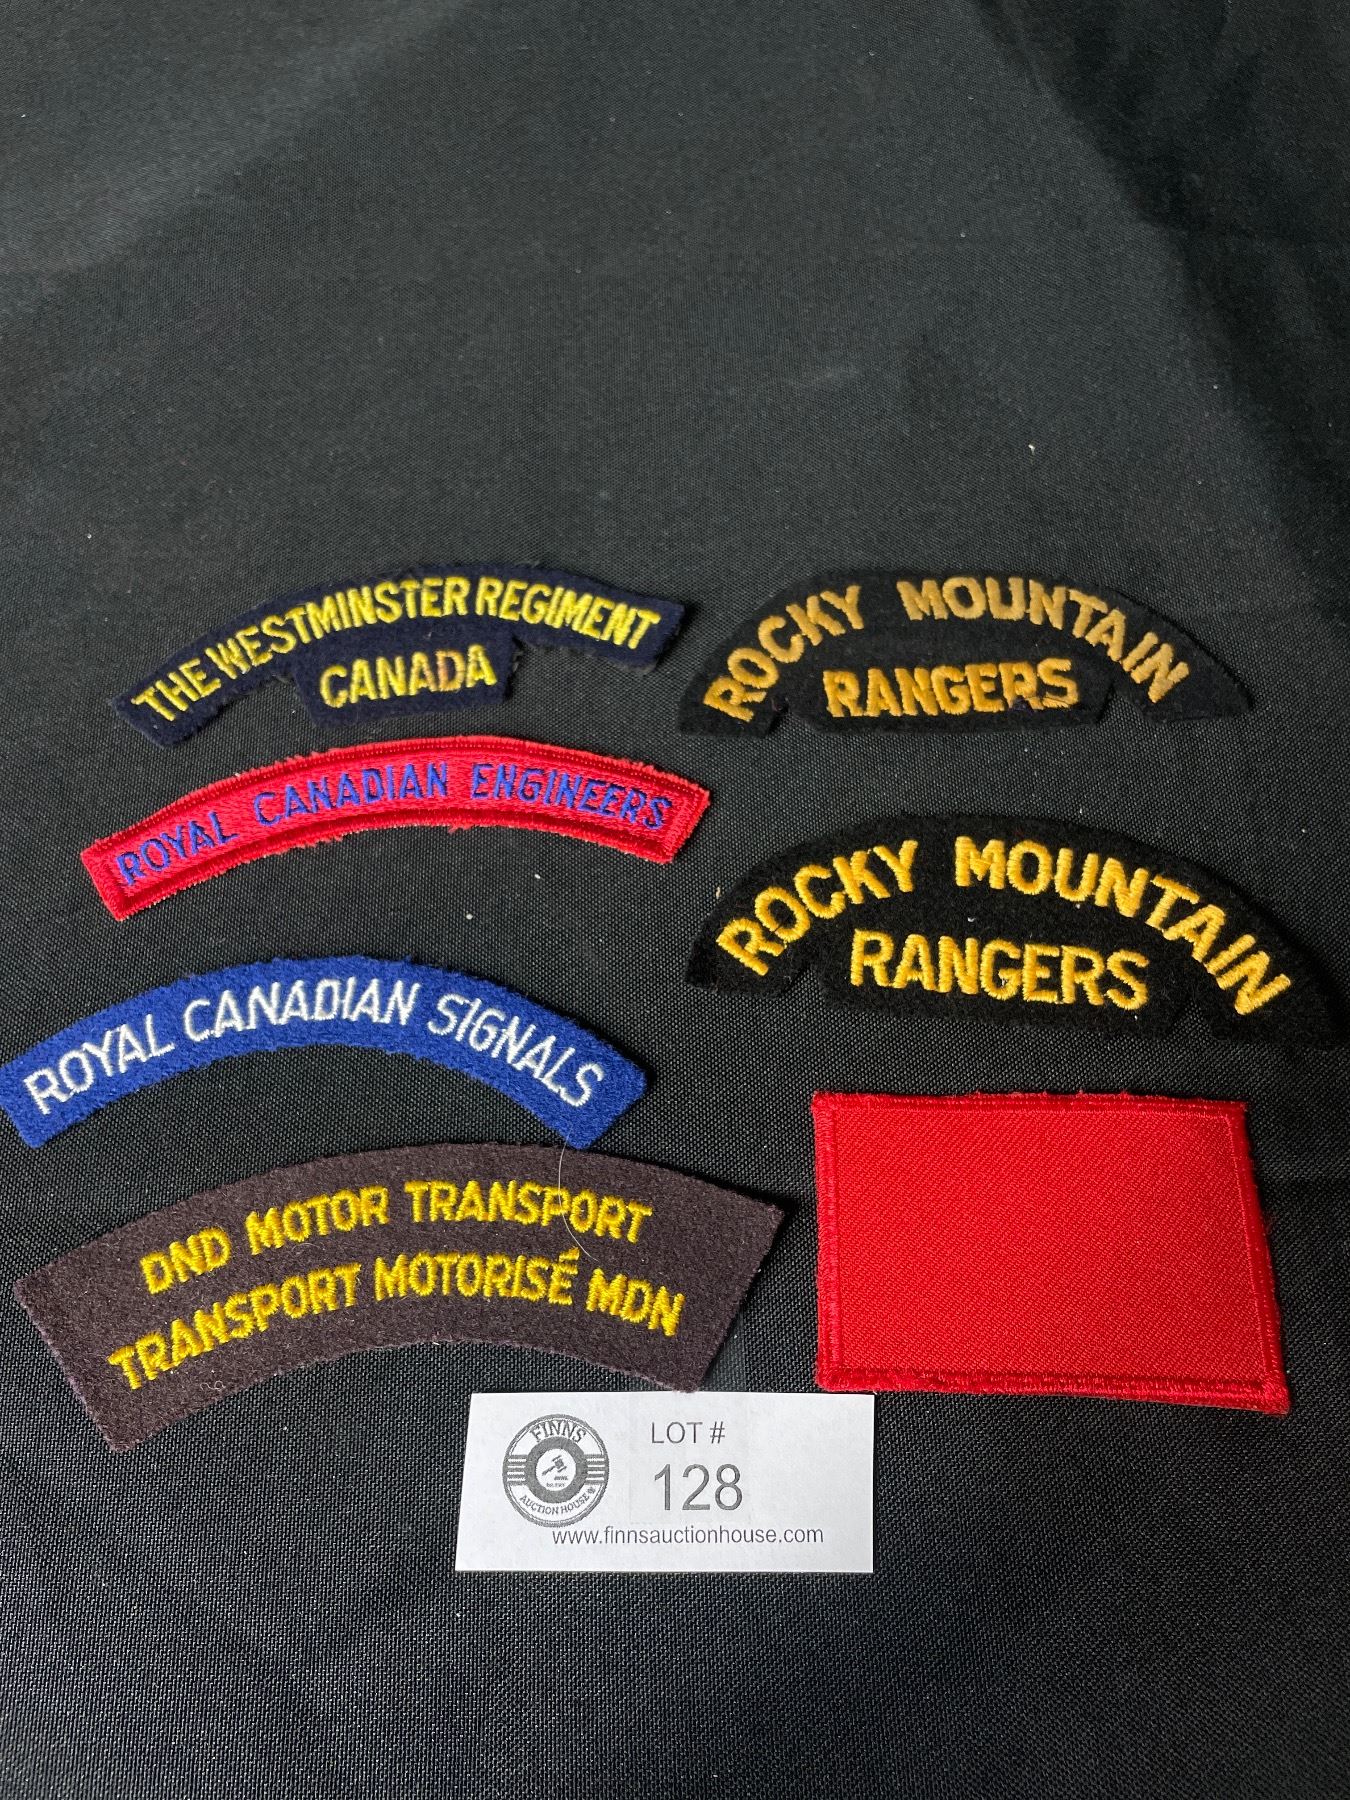 THE WESTMINSTER REGIMENT
CANADA
ROCKY MOUNTAIN
RANGERS
ROYAL CANADIAN ENGINEERS
ROCKY MOUNTAIN
RANGERS
ROYAL CANADIAN SIGNALS
DND MOTOR TRANSPORT
TRANSPORT MOTORISÉ MDN
FINNS
AUCTION HOUSE
LOT #
128
www.finnsauctionhouse.com